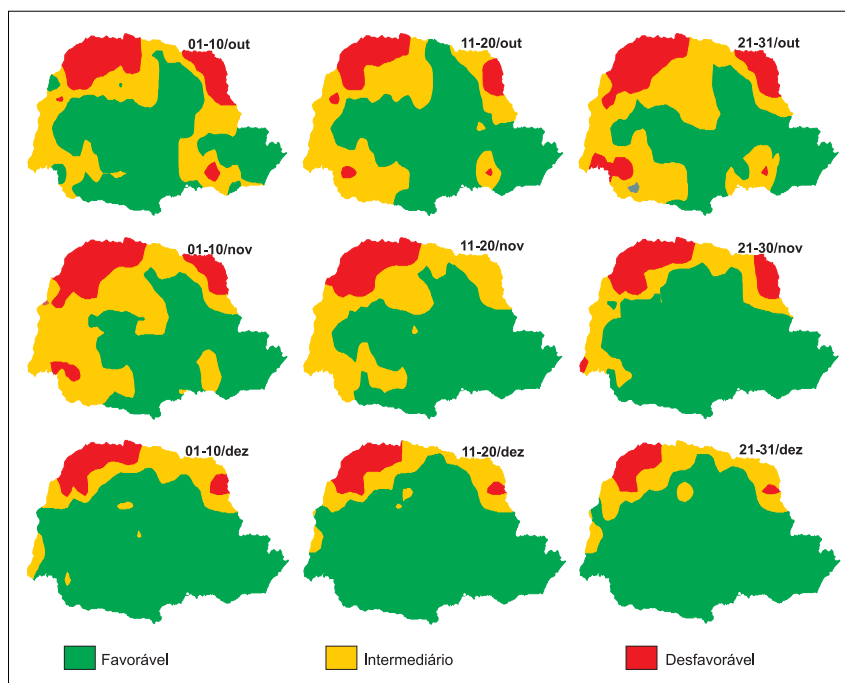 01-10/out
11-20/out
21-31/out
01-10/nov
11-20/nov
21-30/nov
01-10/dez
11-20/dez
21-31/dez
Favorável
Intermediário
Desfavorável